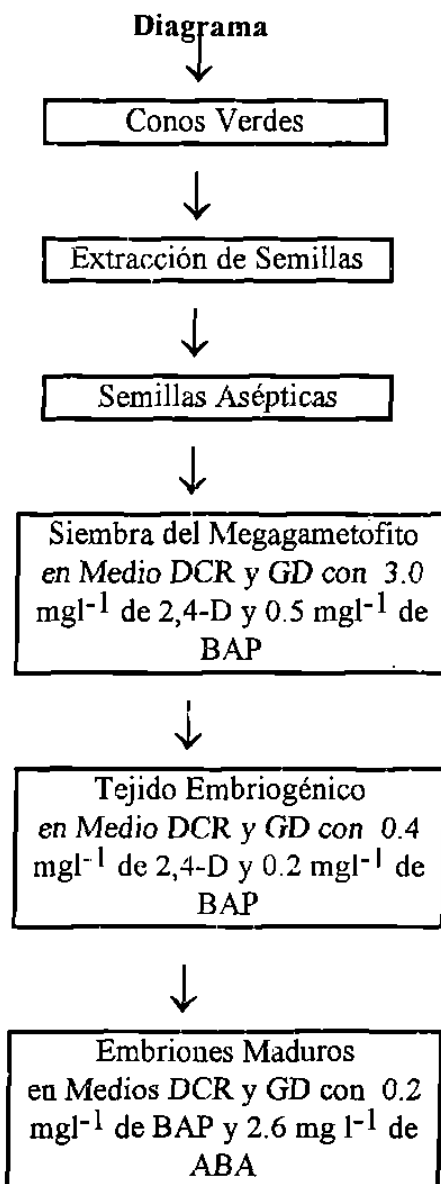 Diagrama
Conos Verdes
Extracción de Semillas
Semillas Asépticas
Siembra del Megagametofito
en Medio DCR y GD con 3.0
mgl⁻¹ de 2,4-D y 0.5 mgl⁻¹ de
BAP
Tejido Embriogénico
en Medio DCR y GD con 0.4
mgl⁻¹ de 2,4-D y 0.2 mgl⁻¹ de
BAP
Embriones Maduros
en Medios DCR y GD con 0.2
mgl⁻¹ de BAP y 2.6 mg l⁻¹ de
ABA